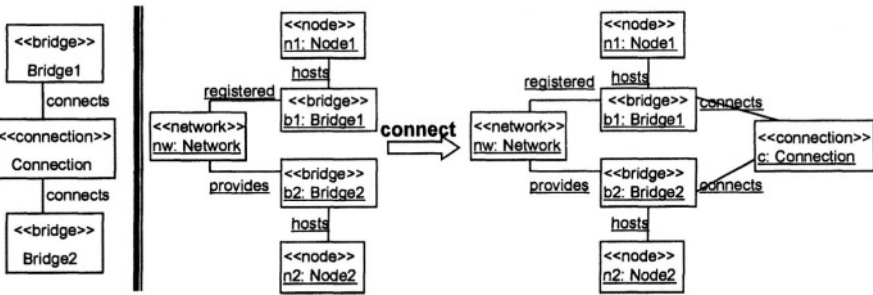 <<bridge>>
Bridge1
connects
<<connection>>
Connection
connects
<<bridge>>
Bridge2
<<node>>
n1: Node1
hosts
registered
<<bridge>>
b1: Bridge1
<<network>>
nw: Network
provides
<<bridge>>
b2: Bridge2
hosts
<<node>>
n2: Node2
connect
<<node>>
n1: Node1
hosts
registered
<<bridge>>
b1: Bridge1
connects
<<network>>
nw: Network
<<connection>>
c: Connection
provides
<<bridge>>
b2: Bridge2
connects
hosts
<<node>>
n2: Node2